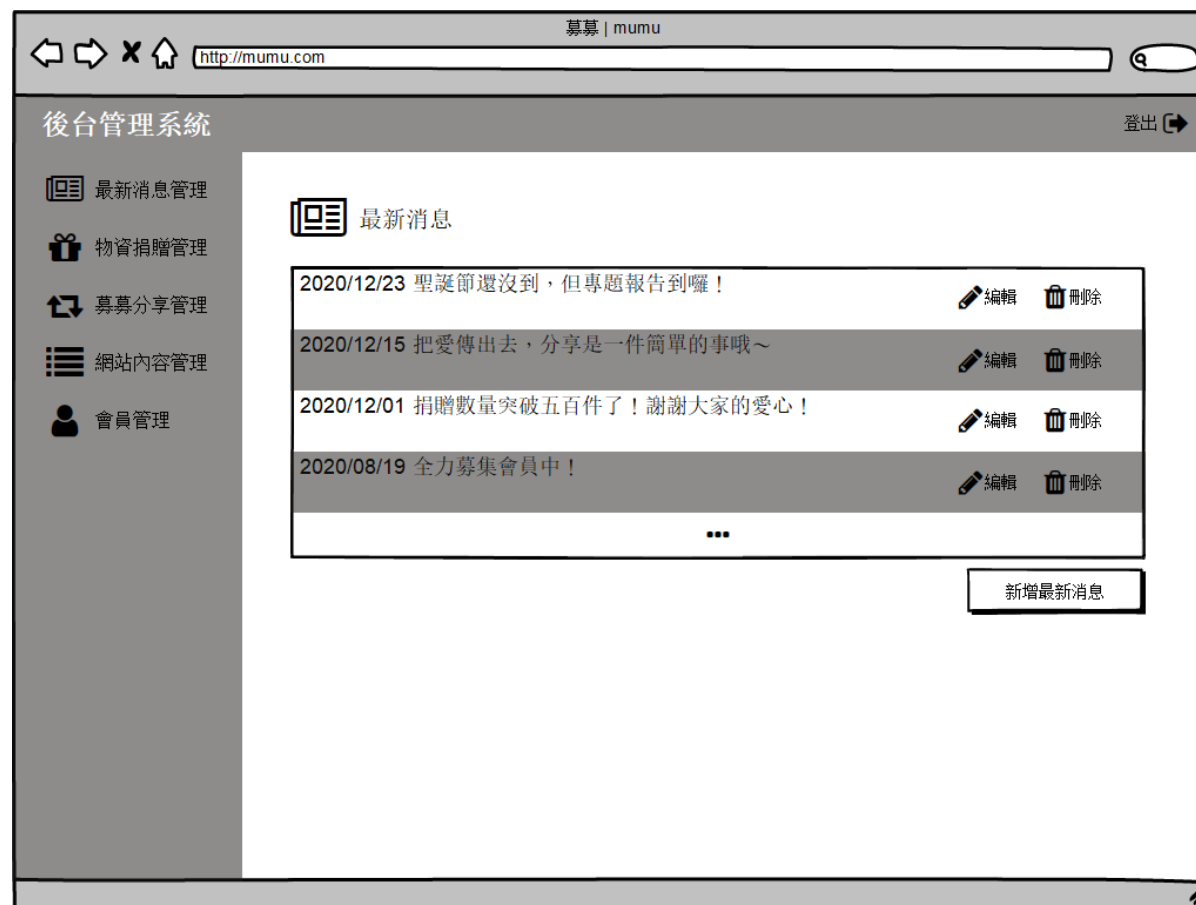 募募 | mumu
http://mumu.com
後台管理系統
登出
最新消息管理
物資捐贈管理
募募分享管理
網站內容管理
會員管理
最新消息
2020/12/23 聖誕節還沒到，但專題報告到囉！
編輯 刪除
2020/12/15 把愛傳出去，分享是一件簡單的事哦～
編輯 刪除
2020/12/01 捐贈數量突破五百件了！謝謝大家的愛心！
編輯 刪除
2020/08/19 全力募集會員中！
編輯 刪除
...
新增最新消息